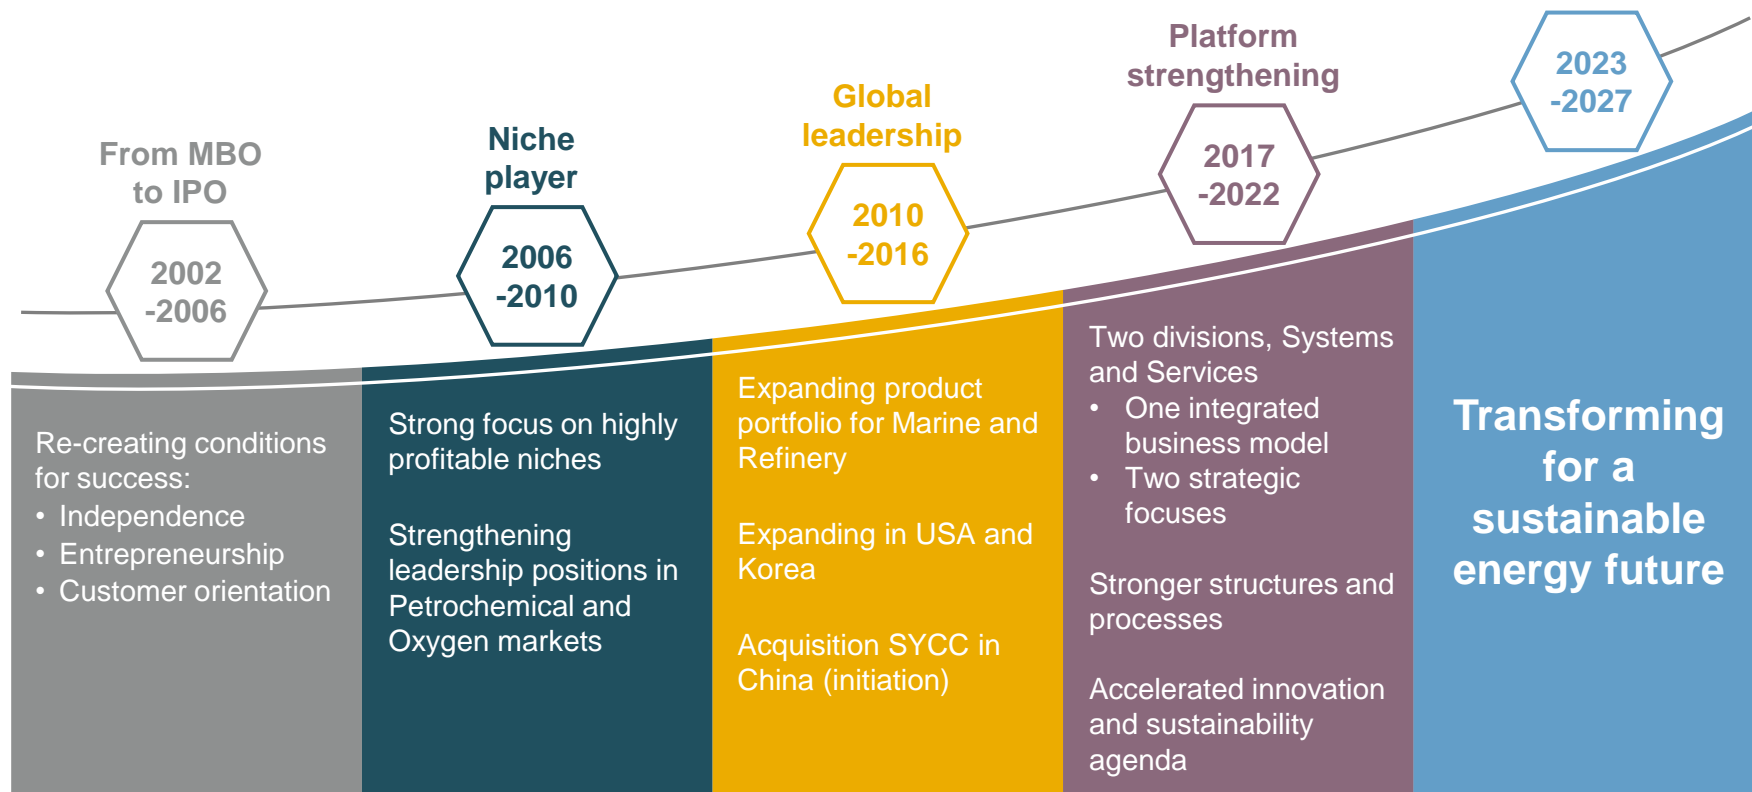 From MBO
to IPO
2002
-2006
Re-creating conditions
for success:
• Independence
• Entrepreneurship
• Customer orientation
Niche
player
2006
-2010
Strong focus on highly
profitable niches
Strengthening
leadership positions in
Petrochemical and
Oxygen markets
Global
leadership
2010
-2016
Expanding product
portfolio for Marine and
Refinery
Expanding in USA and
Korea
Acquisition SYCC in
China (initiation)
Platform
strengthening
2017
-2022
Two divisions, Systems
and Services
• One integrated
business model
• Two strategic
focuses
Stronger structures and
processes
Accelerated innovation
and sustainability
agenda
2023
-2027
Transforming
for a
sustainable
energy future